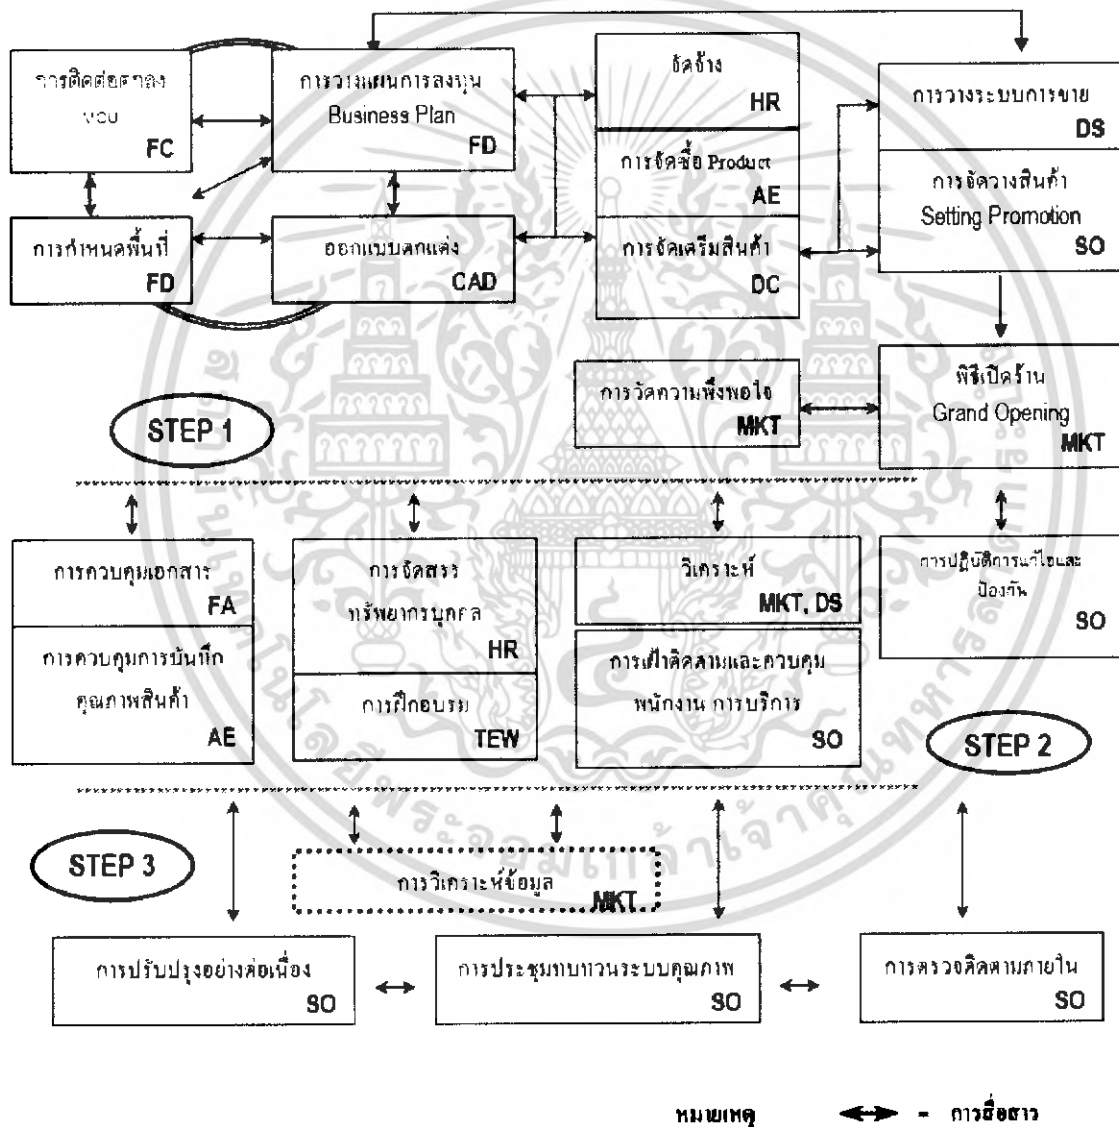 การติดต่อตกลง
MOU
FC
การวางแผนการลงทุน
Business Plan
FD
จัดจ้าง
HR
การจัดซื้อ Product
AE
การจัดเตรียมสินค้า
DC
การวางระบบการขาย
DS
การจัดวางสินค้า
Setting Promotion
SO
การกำหนดพื้นที่
FD
ออกแบบตกแต่ง
CAD
การวัดความพึงพอใจ
MKT
พิธีเปิดร้าน
Grand Opening
MKT
STEP 1
การควบคุมเอกสาร
FA
การควบคุมการบันทึก
คุณภาพสินค้า
AE
การจัดสรร
ทรัพยากรบุคคล
HR
การฝึกอบรม
TEW
วิเคราะห์
MKT, DS
การเฝ้าติดตามและควบคุม
พนักงาน การบริการ
SO
การปฏิบัติการแก้ไขและ
ป้องกัน
SO
STEP 2
STEP 3
การวิเคราะห์ข้อมูล
MKT
การปรับปรุงอย่างต่อเนื่อง
SO
การประชุมทบทวนระบบคุณภาพ
SO
การตรวจติดตามภายใน
SO
หมายเหตุ - การสื่อสาร